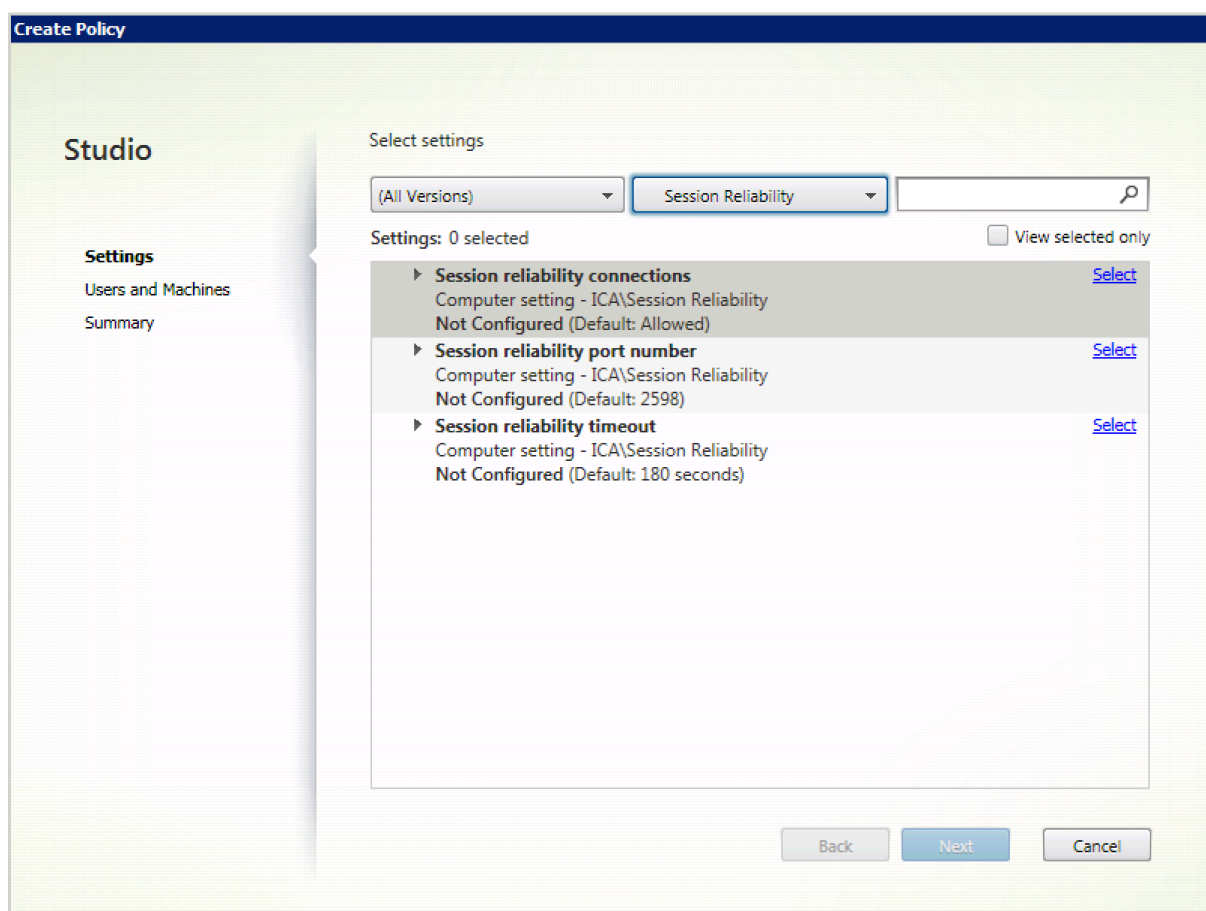 Create Policy
Studio
Select settings
(All Versions) Session Reliability
Settings: 0 selected View selected only
Settings
Users and Machines
Summary
Session reliability connections Select
Computer setting - ICA\Session Reliability
Not Configured (Default: Allowed)
Session reliability port number Select
Computer setting - ICA\Session Reliability
Not Configured (Default: 2598)
Session reliability timeout Select
Computer setting - ICA\Session Reliability
Not Configured (Default: 180 seconds)
Back Next Cancel